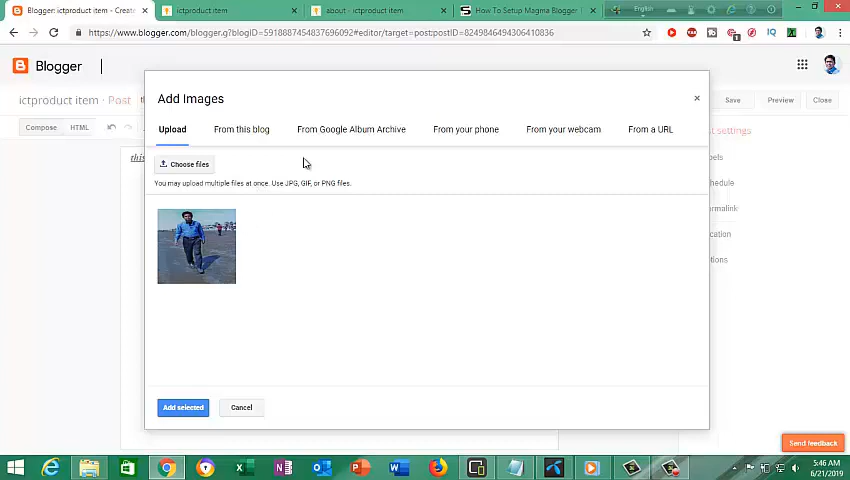 Blogger: ictproduct item - Create
ictproduct item
about - ictproduct item
How To Setup Magma Blogger
English
https://www.blogger.com/blogger.g?blogID=5918887454837696092#editor/target=post;postID=8249846494306410836
Blogger
ictproduct item · Post
Save
Preview
Close
Compose
HTML
Add Images
Upload
From this blog
From Google Album Archive
From your phone
From your webcam
From a URL
Choose files
You may upload multiple files at once. Use JPG, GIF, or PNG files.
Add selected
Cancel
this
st settings
Send feedback
5:46 AM
6/21/2019